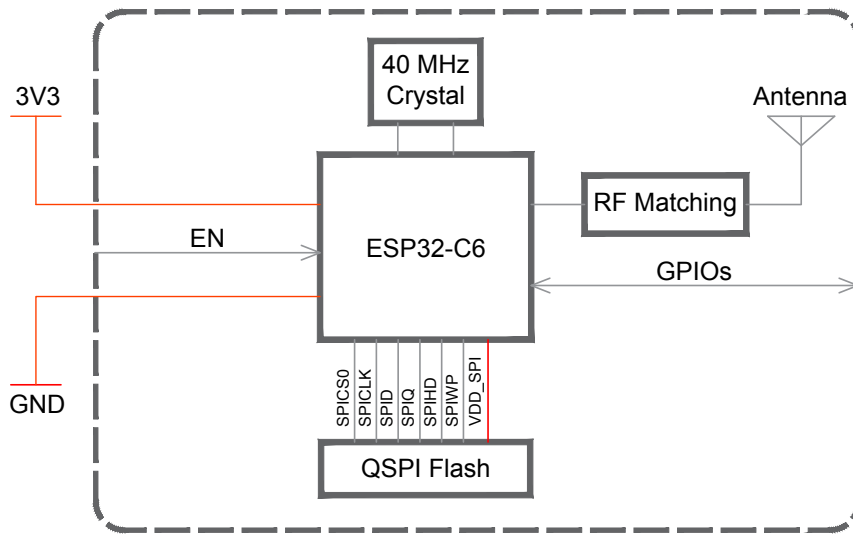 40 MHz
Crystal
3V3
Antenna
RF Matching
EN
ESP32-C6
GPIOs
GND
SPICS0
SPICLK
SPID
SPIQ
SPIHD
SPIWP
VDD_SPI
QSPI Flash